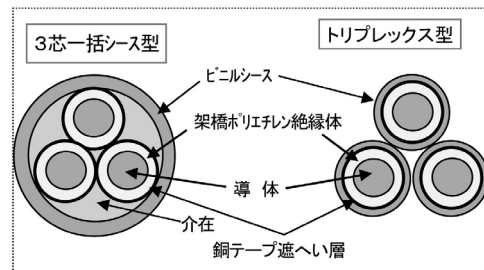 3芯一括シース型
トリプレックス型
ビニルシース
架橋ポリエチレン絶縁体
導 体
介在
銅テープ遮へい層